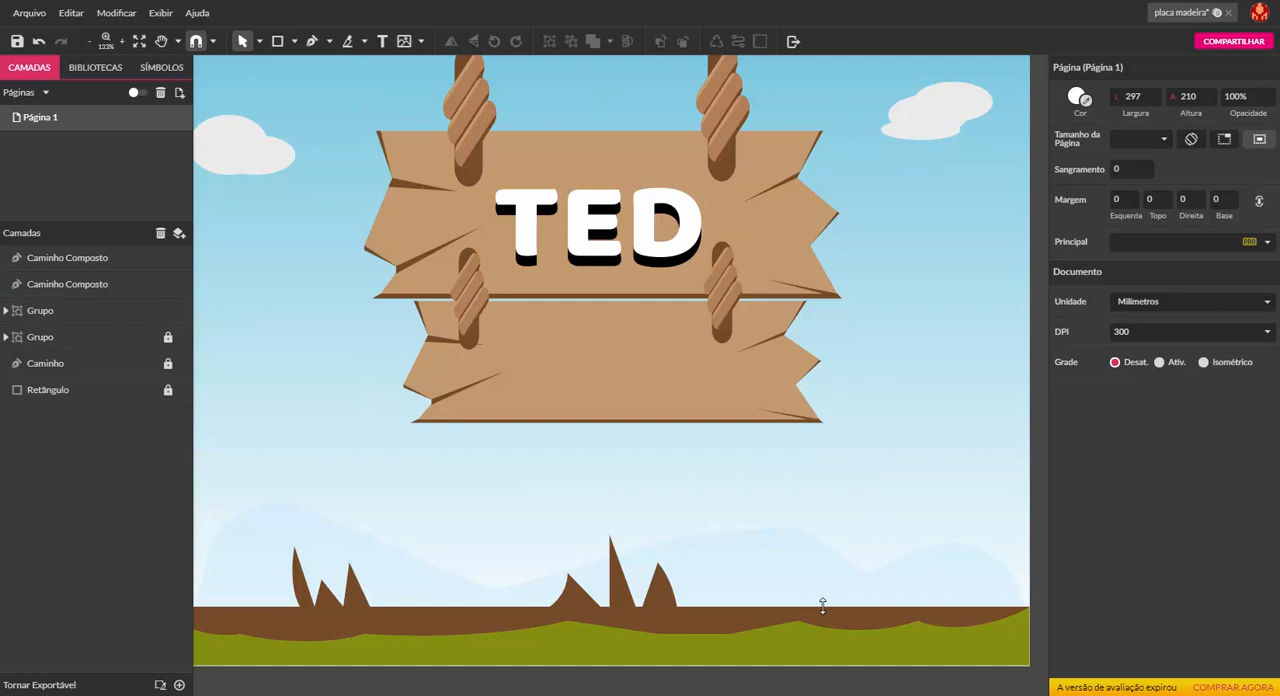 Arquivo Editar Modificar Exibir Ajuda placa madeira*
133%
COMPARTILHAR
CAMADAS BIBLIOTECAS SÍMBOLOS
Páginas
Página 1
Camadas
Caminho Composto
Caminho Composto
Grupo
Grupo
Caminho
Retângulo
Tornar Exportável
TED
Página (Página 1)
L 297 A 210 100%
Cor Largura Altura Opacidade
Tamanho da
Página
Sangramento 0
Margem 0 0 0 0
Esquerda Topo Direita Base
Principal PRO
Documento
Unidade Milímetros
DPI 300
Grade Desat. Ativ. Isométrico
A versão de avaliação expirou COMPRAR AGORA